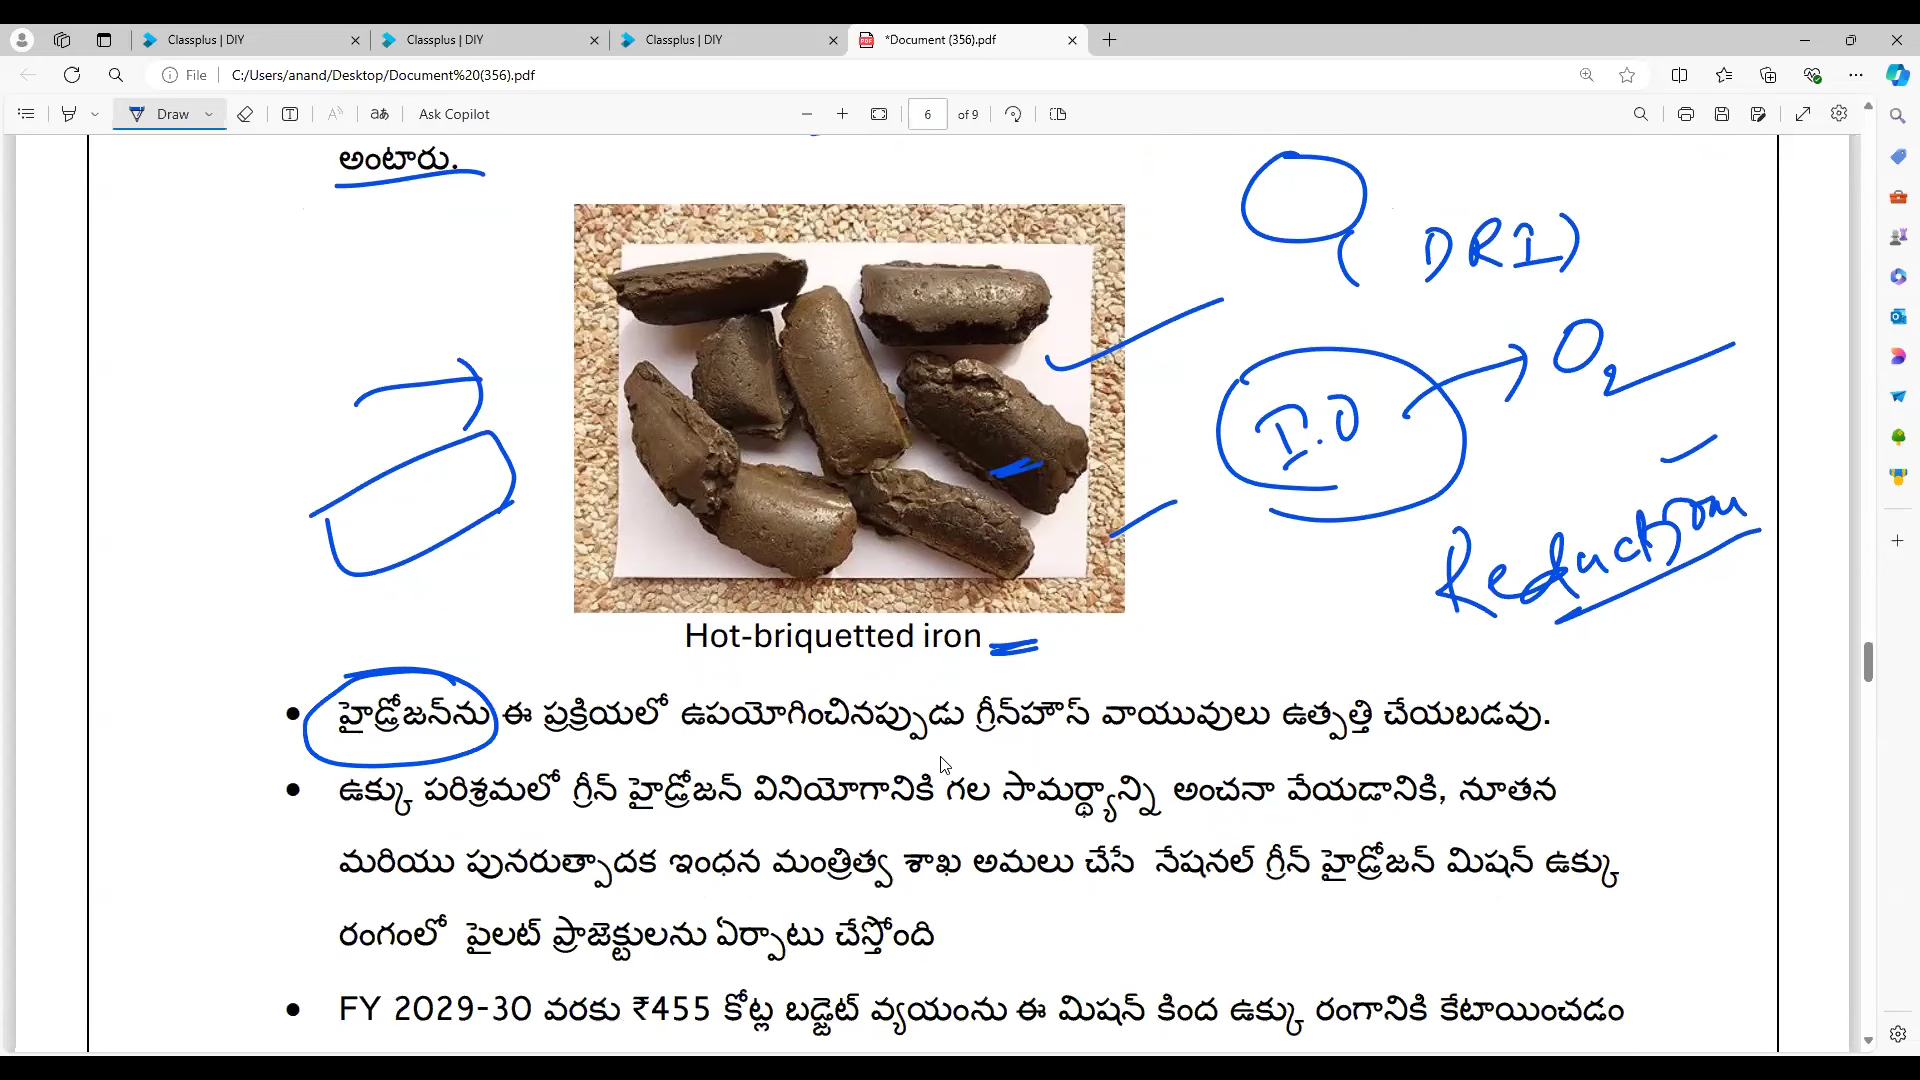 Classplus | DIY
Classplus | DIY
Classplus | DIY
*Document (356).pdf
File
C:/Users/anand/Desktop/Document%20(356).pdf
Draw
Ask Copilot
6 of 9
అంటారు.
( DRI)
I.O → O2
Reduction
Hot-briquetted iron
• హైడ్రోజన్‌ను ఈ ప్రక్రియలో ఉపయోగించినప్పుడు గ్రీన్‌హౌస్ వాయువులు ఉత్పత్తి చేయబడవు.
• ఉక్కు పరిశ్రమలో గ్రీన్ హైడ్రోజన్ వినియోగానికి గల సామర్థ్యాన్ని అంచనా వేయడానికి, నూతన
మరియు పునరుత్పాదక ఇంధన మంత్రిత్వ శాఖ అమలు చేసే నేషనల్ గ్రీన్ హైడ్రోజన్ మిషన్ ఉక్కు
రంగంలో పైలట్ ప్రాజెక్టులను ఏర్పాటు చేస్తోంది
• FY 2029-30 వరకు ₹455 కోట్ల బడ్జెట్ వ్యయంను ఈ మిషన్ కింద ఉక్కు రంగానికి కేటాయించడం